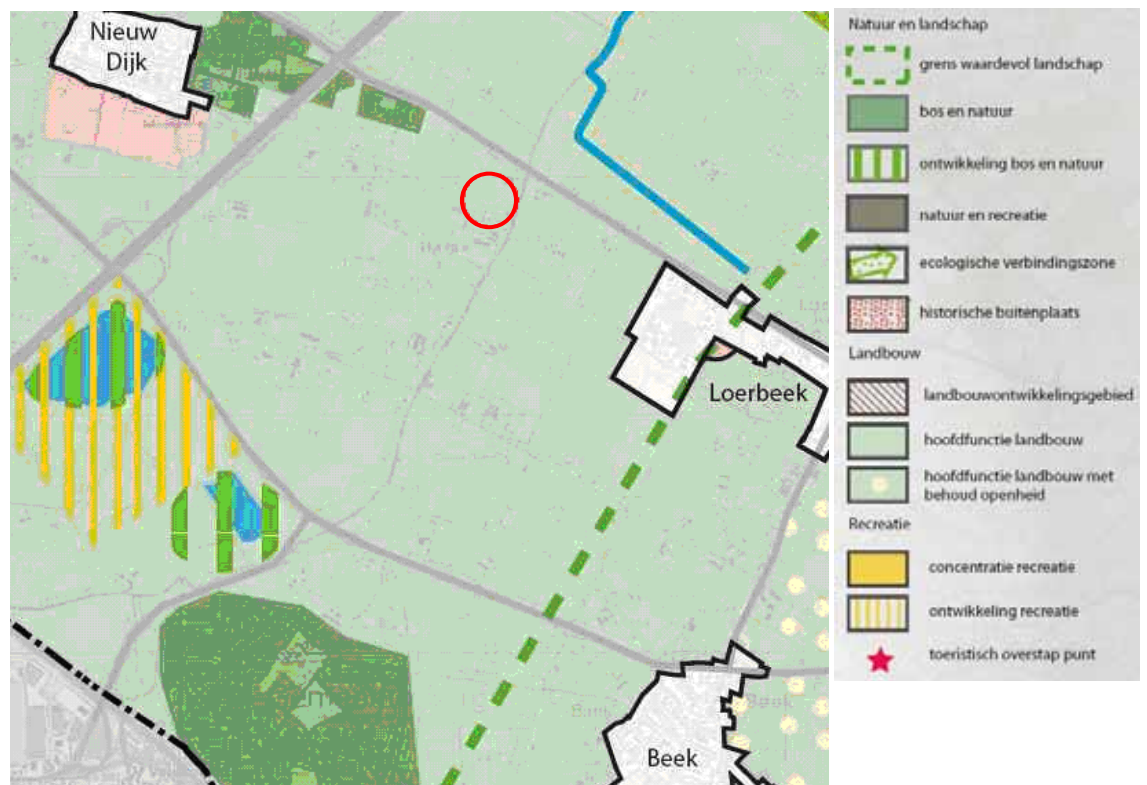 Nieuw
Dijk
Loerbeek
Beek
Natuur en landschap
grens waardevol landschap
bos en natuur
ontwikkeling bos en natuur
natuur en recreatie
ecologische verbindingszone
historische buitenplaats
Landbouw
landbouwontwikkelingsgebied
hoofdfunctie landbouw
hoofdfunctie landbouw met
behoud openheid
Recreatie
concentratie recreatie
ontwikkeling recreatie
toeristisch overstap punt